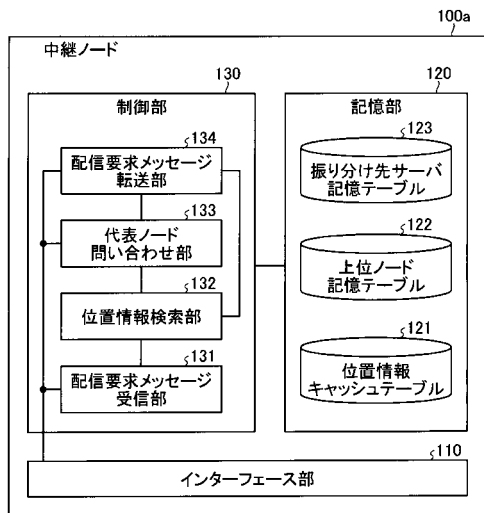 100a
中継ノード
130
制御部
134
配信要求メッセージ
転送部
133
代表ノード
問い合わせ部
132
位置情報検索部
131
配信要求メッセージ
受信部
120
記憶部
123
振り分け先サーバ
記憶テーブル
122
上位ノード
記憶テーブル
121
位置情報
キャッシュテーブル
110
インターフェース部